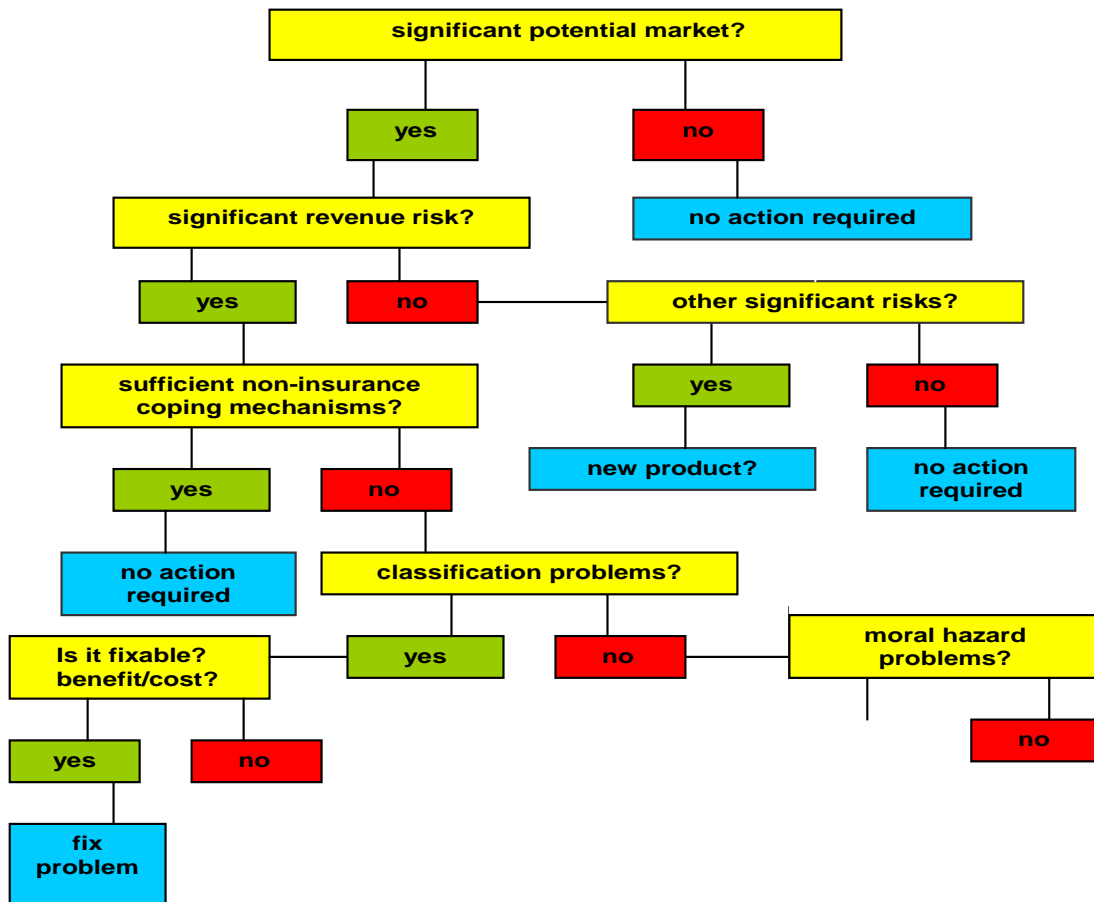 significant potential market?
yes
no
significant revenue risk?
no action required
yes
no
other significant risks?
sufficient non-insurance
coping mechanisms?
yes
no
yes
no
new product?
no action
required
no action
required
classification problems?
Is it fixable?
benefit/cost?
yes
no
moral hazard
problems?
yes
no
no
fix
problem